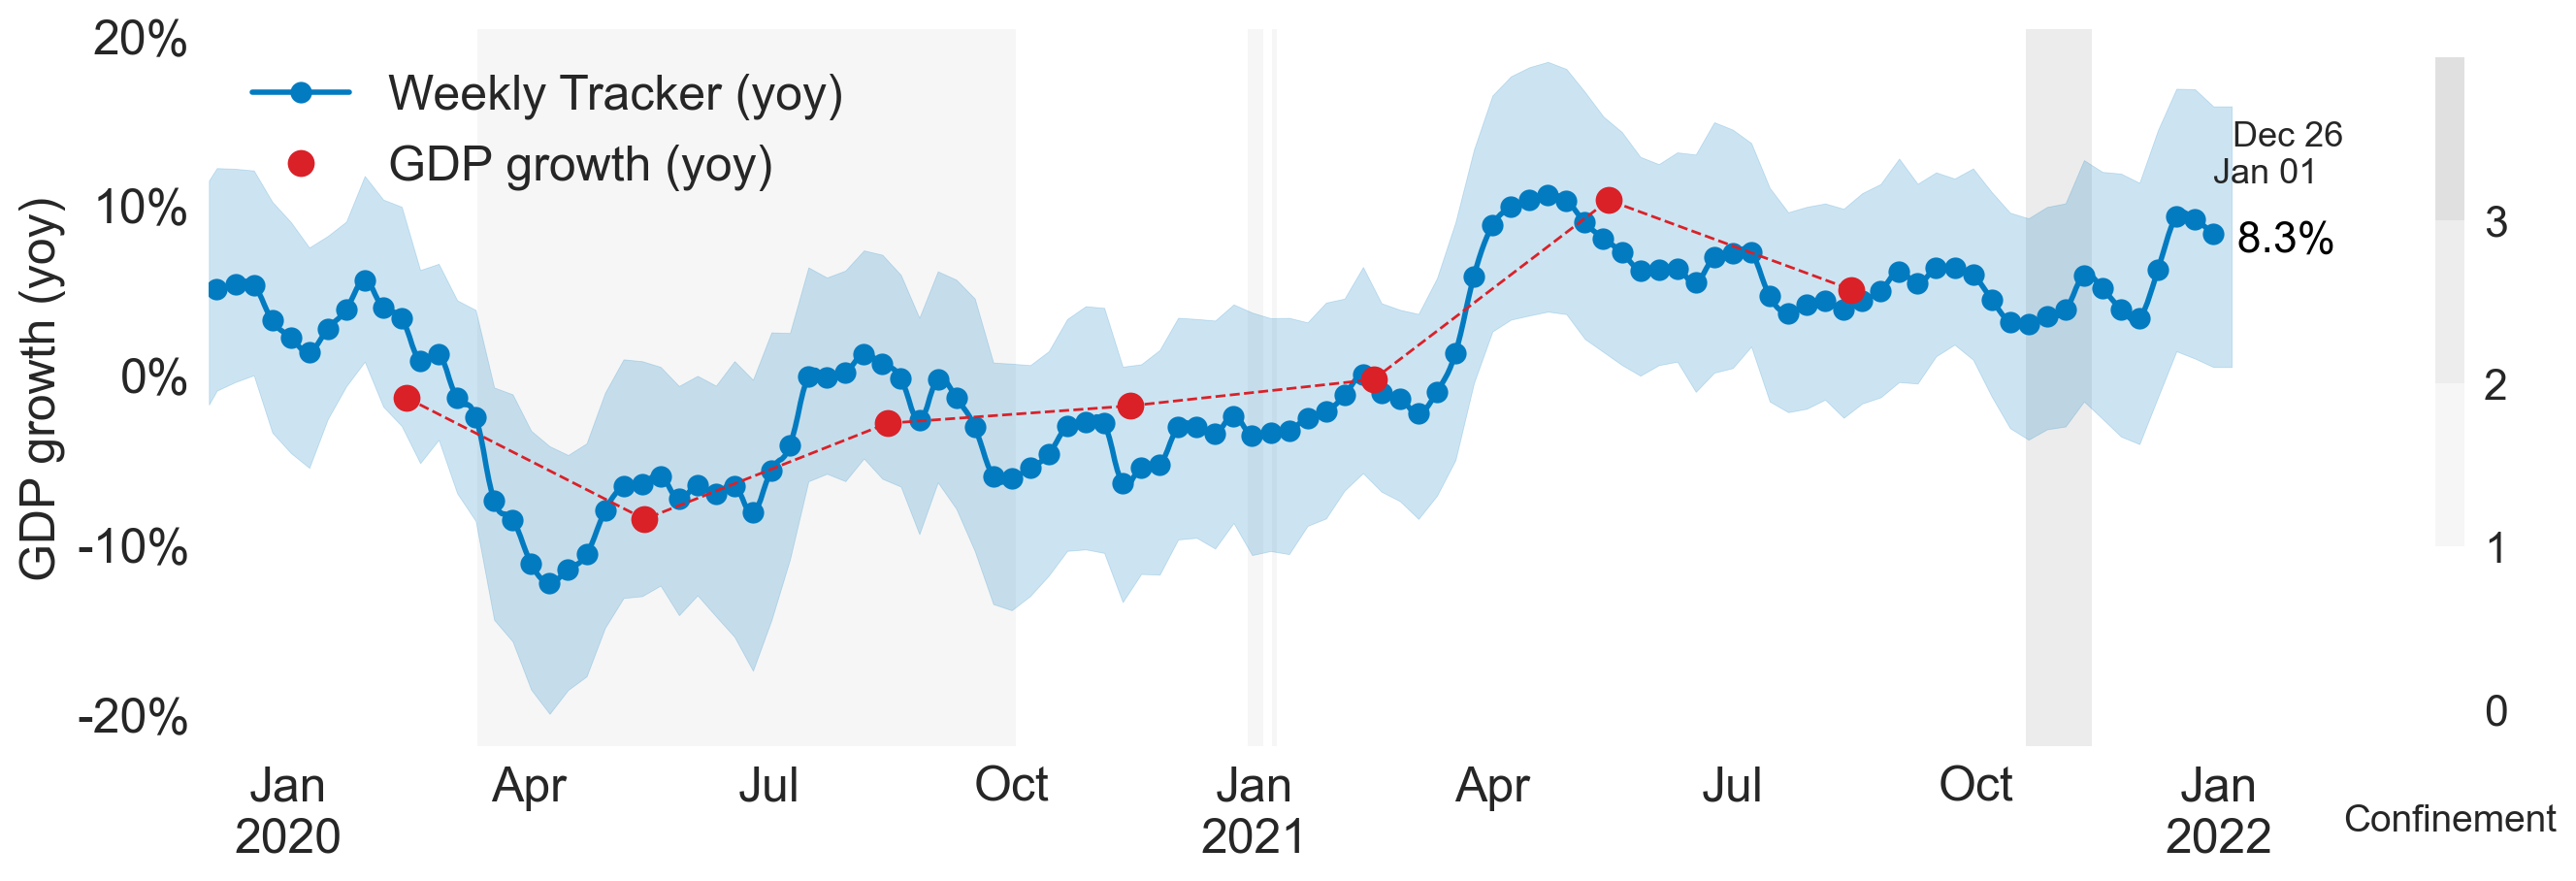 20%
10%
0%
-10%
-20%
GDP growth (yoy)
Weekly Tracker (yoy)
GDP growth (yoy)
Dec 26
Jan 01
8.3%
3
2
1
0
Jan Apr Jul Oct Jan Apr Jul Oct Jan
2020 2021 2022
Confinement